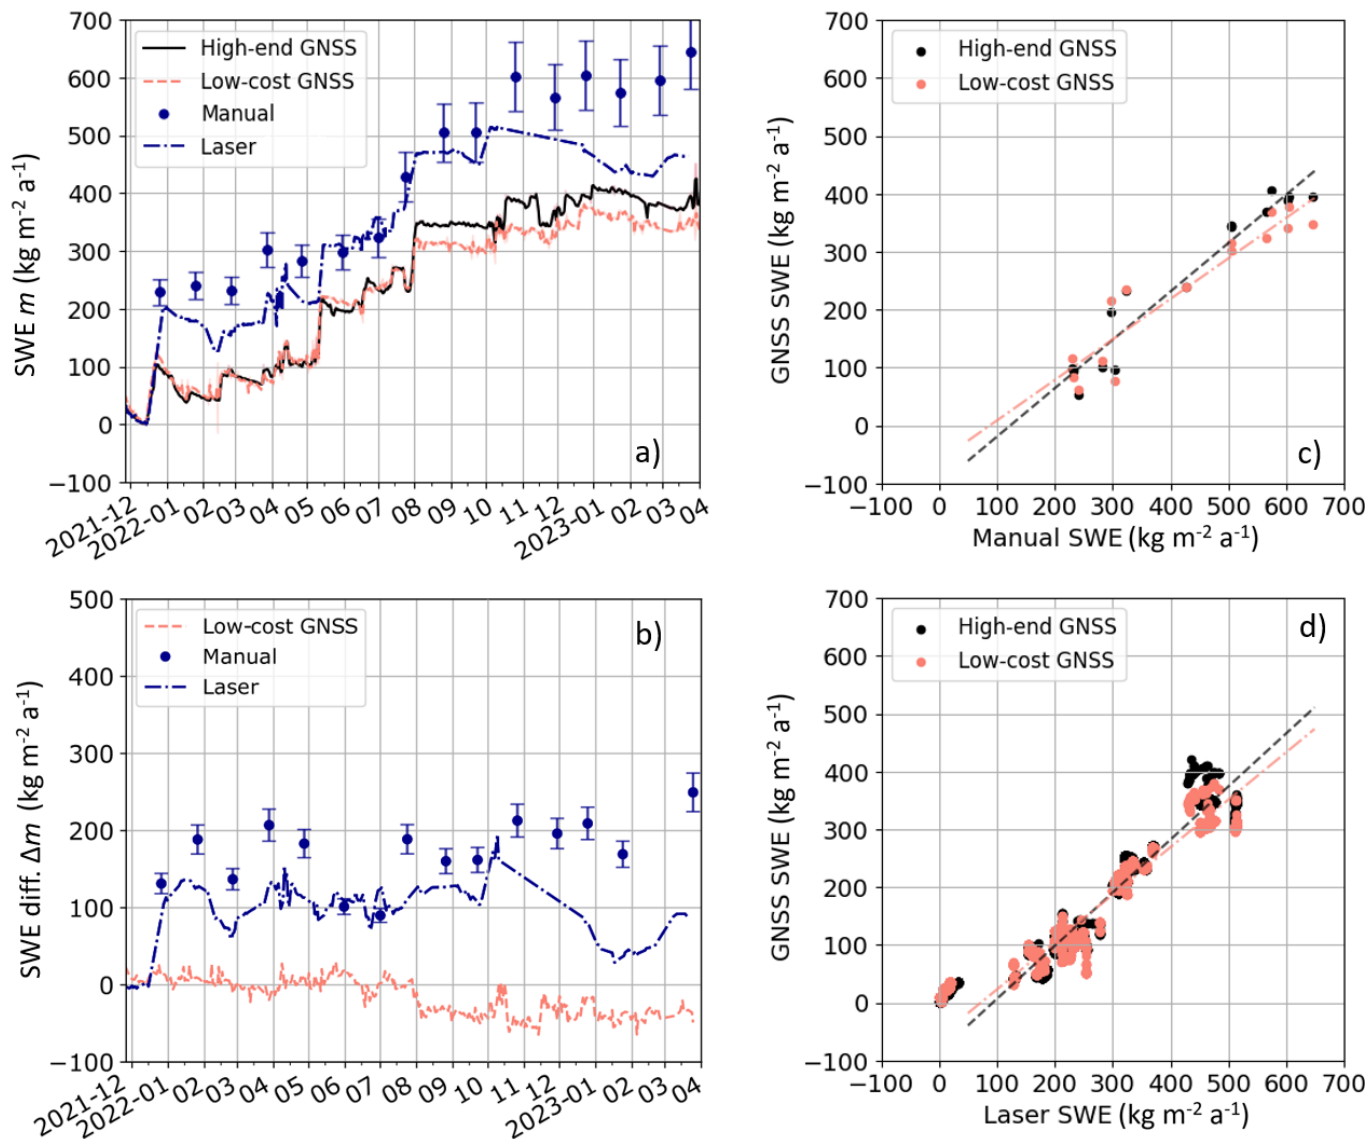 SWE m (kg m-2 a-1)
700
600
500
400
300
200
100
0
−100
High-end GNSS
Low-cost GNSS
Manual
Laser
a)
2021-12
2022-01
02
03
04
05
06
07
08
09
10
11
12
2023-01
02
03
04
GNSS SWE (kg m-2 a-1)
700
600
500
400
300
200
100
0
−100
High-end GNSS
Low-cost GNSS
c)
−100 0 100 200 300 400 500 600 700
Manual SWE (kg m-2 a-1)
SWE diff. Δm (kg m-2 a-1)
500
400
300
200
100
0
−100
Low-cost GNSS
Manual
Laser
b)
2021-12
2022-01
02
03
04
05
06
07
08
09
10
11
12
2023-01
02
03
04
GNSS SWE (kg m-2 a-1)
700
600
500
400
300
200
100
0
−100
High-end GNSS
Low-cost GNSS
d)
−100 0 100 200 300 400 500 600 700
Laser SWE (kg m-2 a-1)